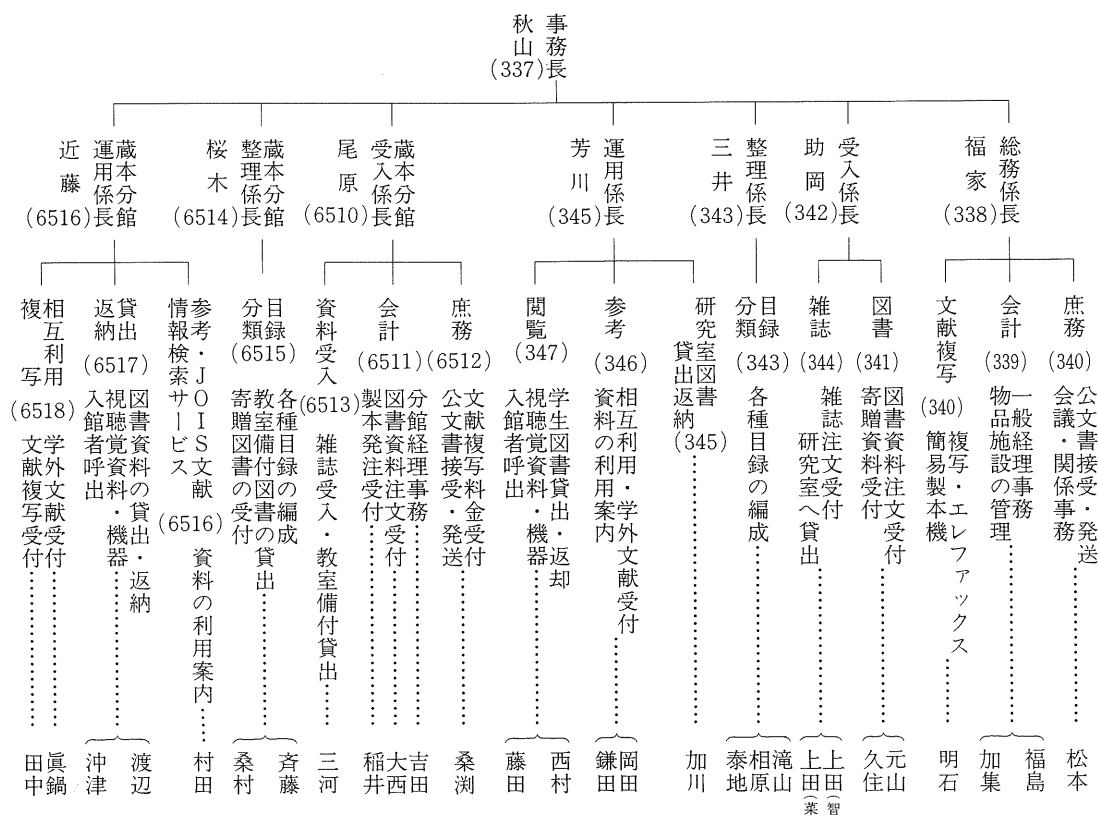 事務長
秋山
(337)
総務係長
福家
(338)
庶務
(340)
公文書接受・発送
会議・関係事務
松本
会計
(339)
一般経理事務
物品施設の管理
福島
加集
文献複写
(340)
複写・エレファックス
簡易製本機
明石
受入係長
助岡
(342)
図書
(341)
図書資料注文受付
寄贈資料受付
元山
久住
雑誌
(344)
雑誌注文受付
研究室へ貸出
上田(智
上田(菜
整理係長
三井
(343)
目録
分類
(343)
各種目録の編成
滝山
相原
泰地
運用係長
芳川
(345)
研究室図書
貸出返納
(345)
加川
参考
(346)
相互利用・学外文献受付
資料の利用案内
岡田
鎌田
閲覧
(347)
学生図書貸出・返却
視聴覚資料・機器
入館者呼出
西村
藤田
蔵本分館
受入係長
尾原
(6510)
庶務
(6512)
文献複写料金受付
公文書接受・発送
桑渕
会計
(6511)
分館経理事務
図書資料注文受付
製本発注受付
吉田
大西
稲井
資料受入
(6513)
雑誌受入・教室備付貸出
三河
蔵本分館
整理係長
桜木
(6514)
目録
分類
(6515)
各種目録の編成
教室備付図書の貸出
寄贈図書の受付
斉藤
桑村
蔵本分館
運用係長
近藤
(6516)
参考・JOIS文献
情報検索サービス
(6516)
資料の利用案内
村田
貸出
返納
(6517)
図書資料の貸出・返納
視聴覚資料・機器
入館者呼出
渡辺
沖津
相互利用
複写
(6518)
学外文献受付
文献複写受付
眞鍋
田中